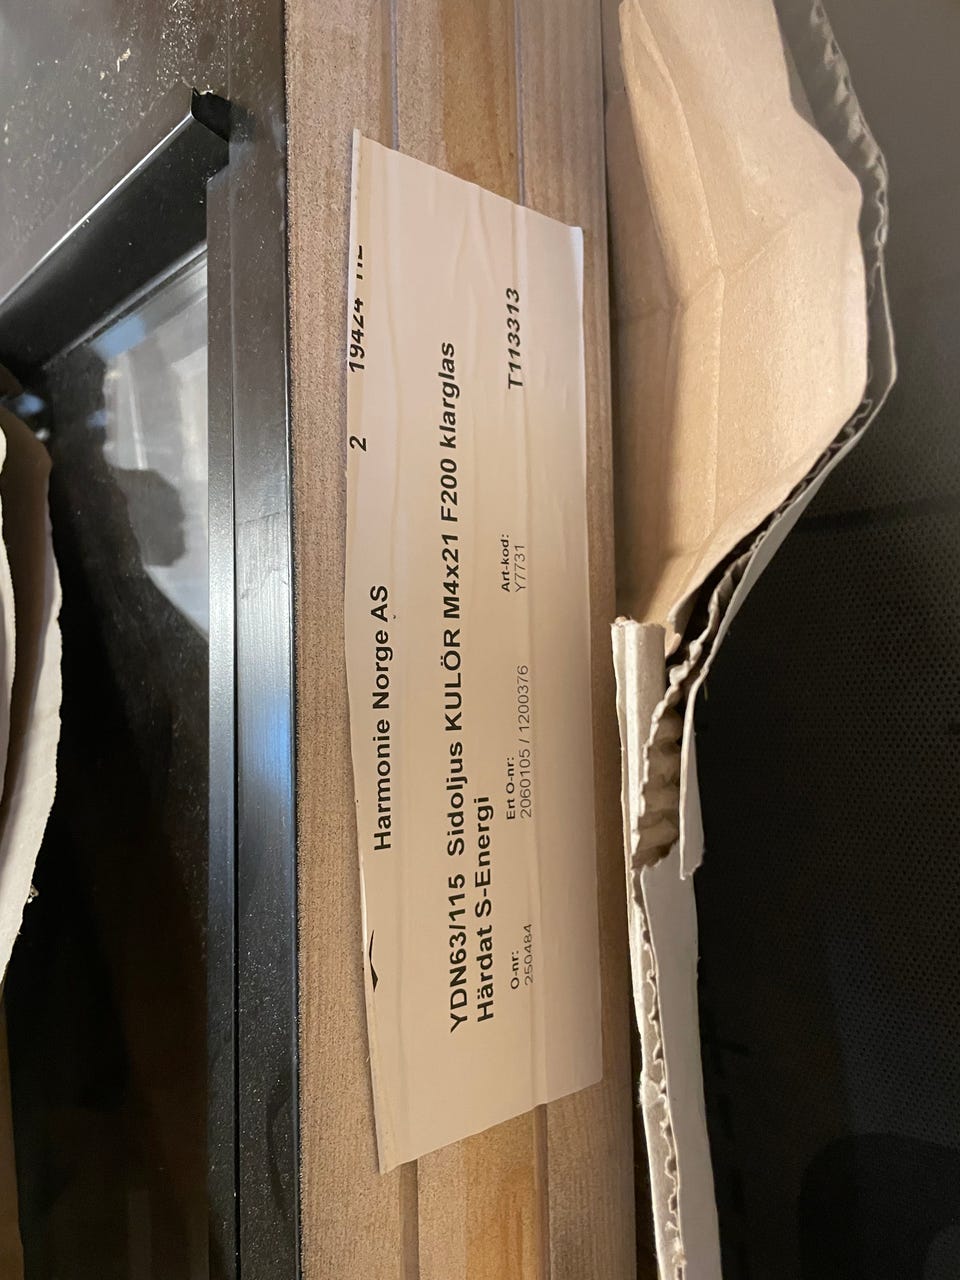 2 19424
Harmonie Norge AS
YDN63/115 Sidoljus KULÖR M4x21 F200 klarglas
Härdat S-Energi
O-nr: Ert O-nr: Art-kod: T113313
250484 2060105 / 1200376 Y7731